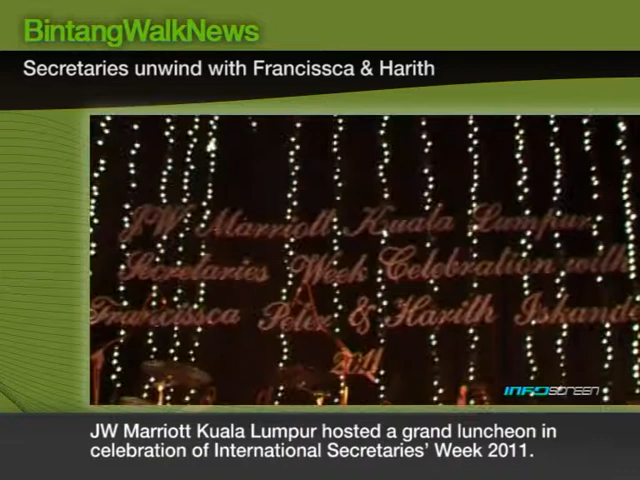 BintangWalkNews
Secretaries unwind with Francissca & Harith
JW Marriott Kuala Lumpur
Secretaries Week Celebration with
Francissca Peter & Harith Iskand
2011
INFOSCREEN
JW Marriott Kuala Lumpur hosted a grand luncheon in
celebration of International Secretaries' Week 2011.